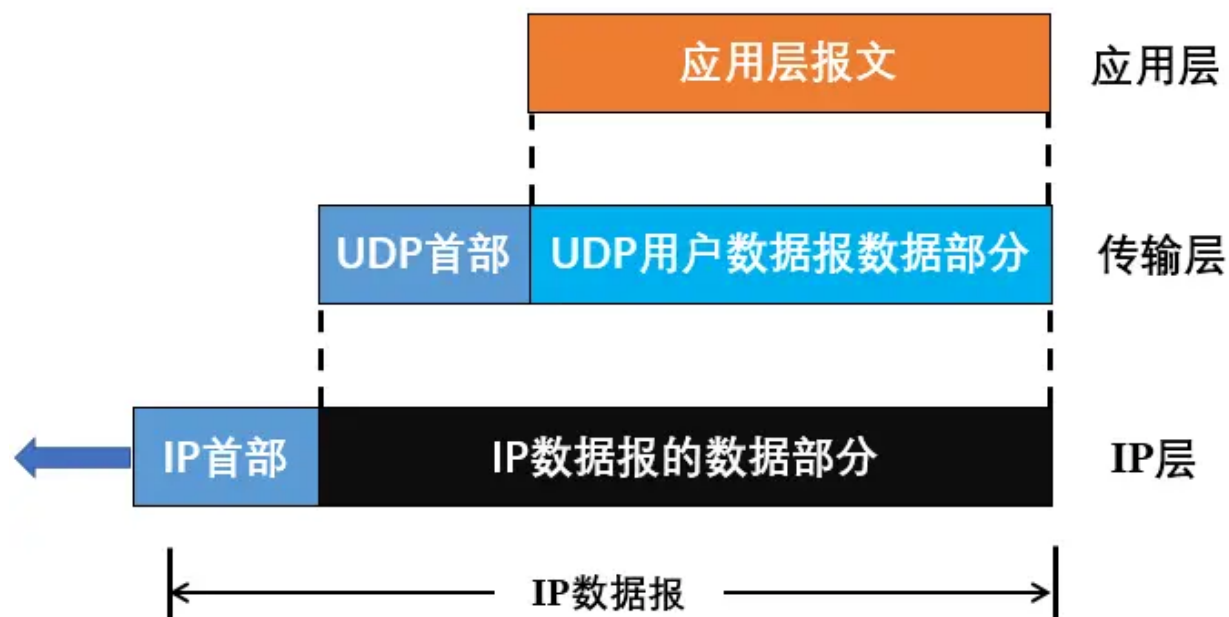 应用层报文
应用层
UDP首部
UDP用户数据报数据部分
传输层
IP首部
IP数据报的数据部分
IP层
IP数据报